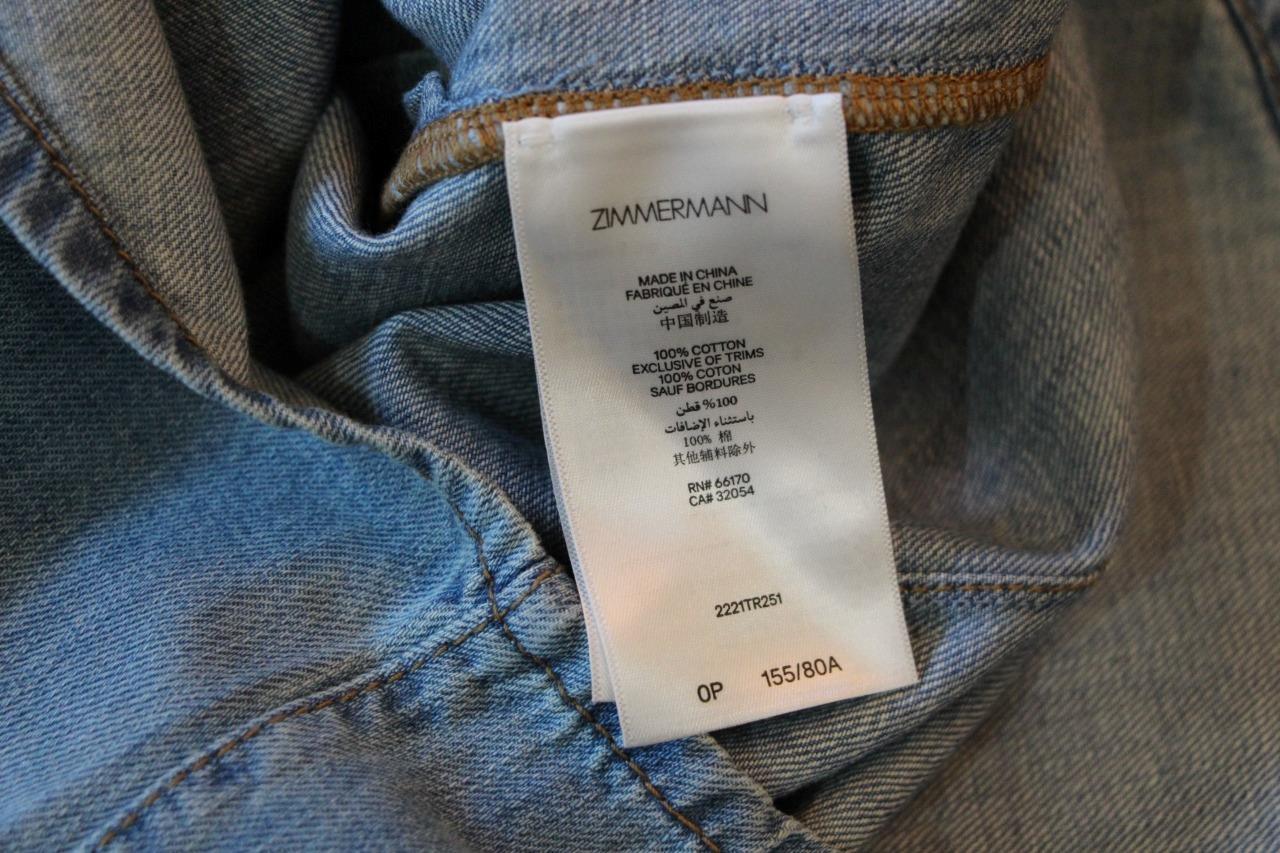 ZIMMERMANN
MADE IN CHINA
FABRIQUÉ EN CHINE
صنع في الصين
中国制造
100% COTTON
EXCLUSIVE OF TRIMS
100% COTON
SAUF BORDURES
%100 قطن
باستثناء الإضافات
100% 棉
其他辅料除外
RN# 66170
CA# 32054
2221TR251
0P 155/80A